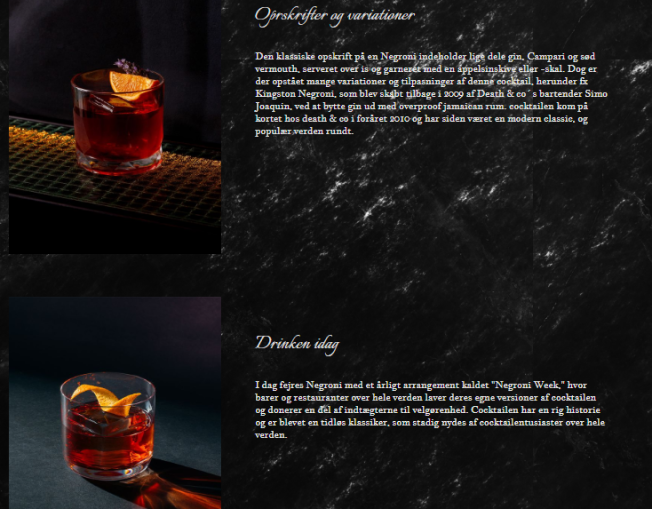 Oprskrifter og variationer
Den klassiske opskrift på en Negroni indeholder lige dele gin, Campari og sød
vermouth, serveret over is og garneret med en appelsinskive eller -skal. Dog er
der opstået mange variationer og tilpasninger af denne cocktail, herunder fx
Kingston Negroni, som blev skabt tilbage i 2009 af Death & co´s bartender Simo
Joaquin, ved at bytte gin ud med overproof jamaican rum. cocktailen kom på
kortet hos death & co i foråret 2010 og har siden været en modern classic, og
populær verden rundt.
Drinken idag
I dag fejres Negroni med et årligt arrangement kaldet "Negroni Week," hvor
barer og restauranter over hele verden laver deres egne versioner af cocktailen
og donerer en del af indtægterne til velgørenhed. Cocktailen har en rig historie
og er blevet en tidløs klassiker, som stadig nydes af cocktailentusiaster over hele
verden.